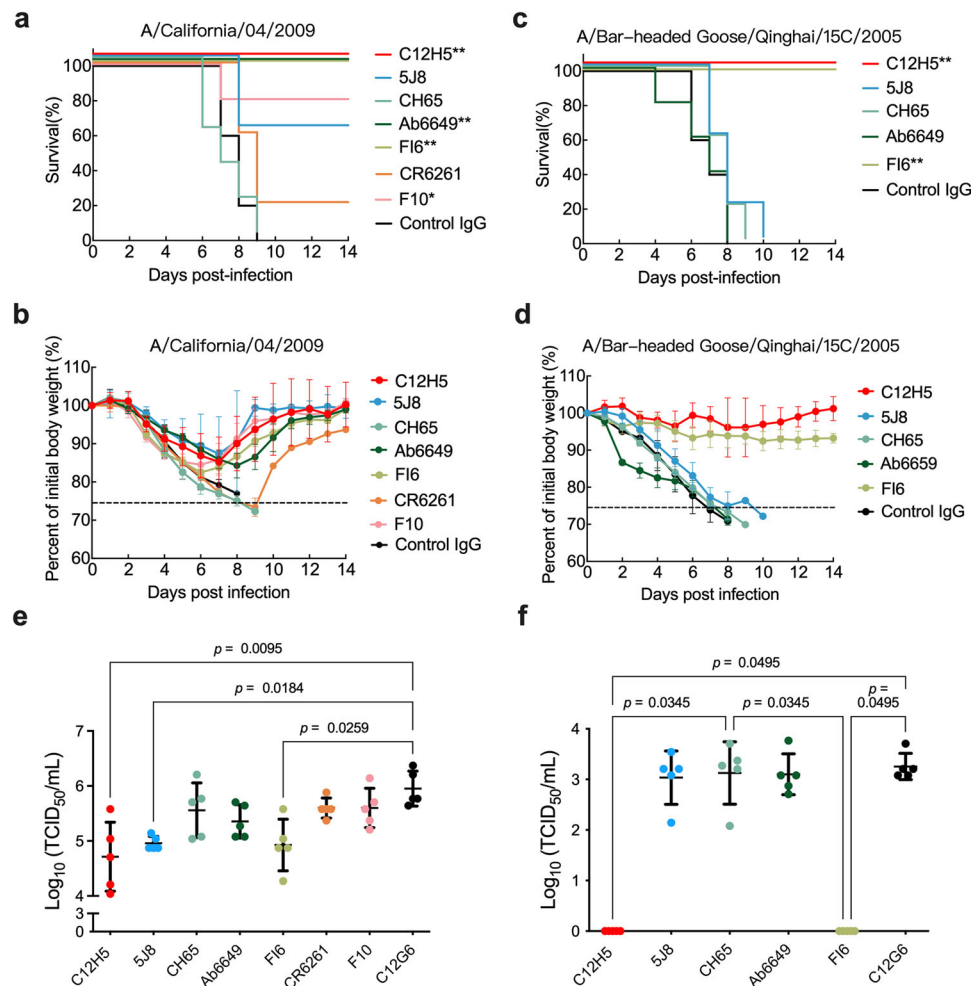 a
A/California/04/2009
Survival(%)
100
80
60
40
20
0
0 2 4 6 8 10 12 14
Days post-infection
C12H5**
5J8
CH65
Ab6649**
FI6**
CR6261
F10*
Control IgG
c
A/Bar-headed Goose/Qinghai/15C/2005
Survival(%)
100
80
60
40
20
0
0 2 4 6 8 10 12 14
Days post-infection
C12H5**
5J8
CH65
Ab6649
FI6**
Control IgG
b
A/California/04/2009
Percent of initial body weight (%)
110
100
90
80
70
60
0 2 4 6 8 10 12 14
Days post infection
C12H5
5J8
CH65
Ab6649
FI6
CR6261
F10
Control IgG
d
A/Bar-headed Goose/Qinghai/15C/2005
Percent of initial body weight (%)
110
100
90
80
70
60
0 2 4 6 8 10 12 14
Days post infection
C12H5
5J8
CH65
Ab6659
FI6
Control IgG
e
p = 0.0095
p = 0.0184
p = 0.0259
Log10 (TCID50/mL)
7
6
5
4
3
0
C12H5
5J8
CH65
Ab6649
FI6
CR6261
F10
C12G6
f
p = 0.0495
p = 0.0345
p = 0.0345
p =
0.0495
Log10 (TCID50/mL)
4
3
2
1
0
C12H5
5J8
CH65
Ab6649
FI6
C12G6